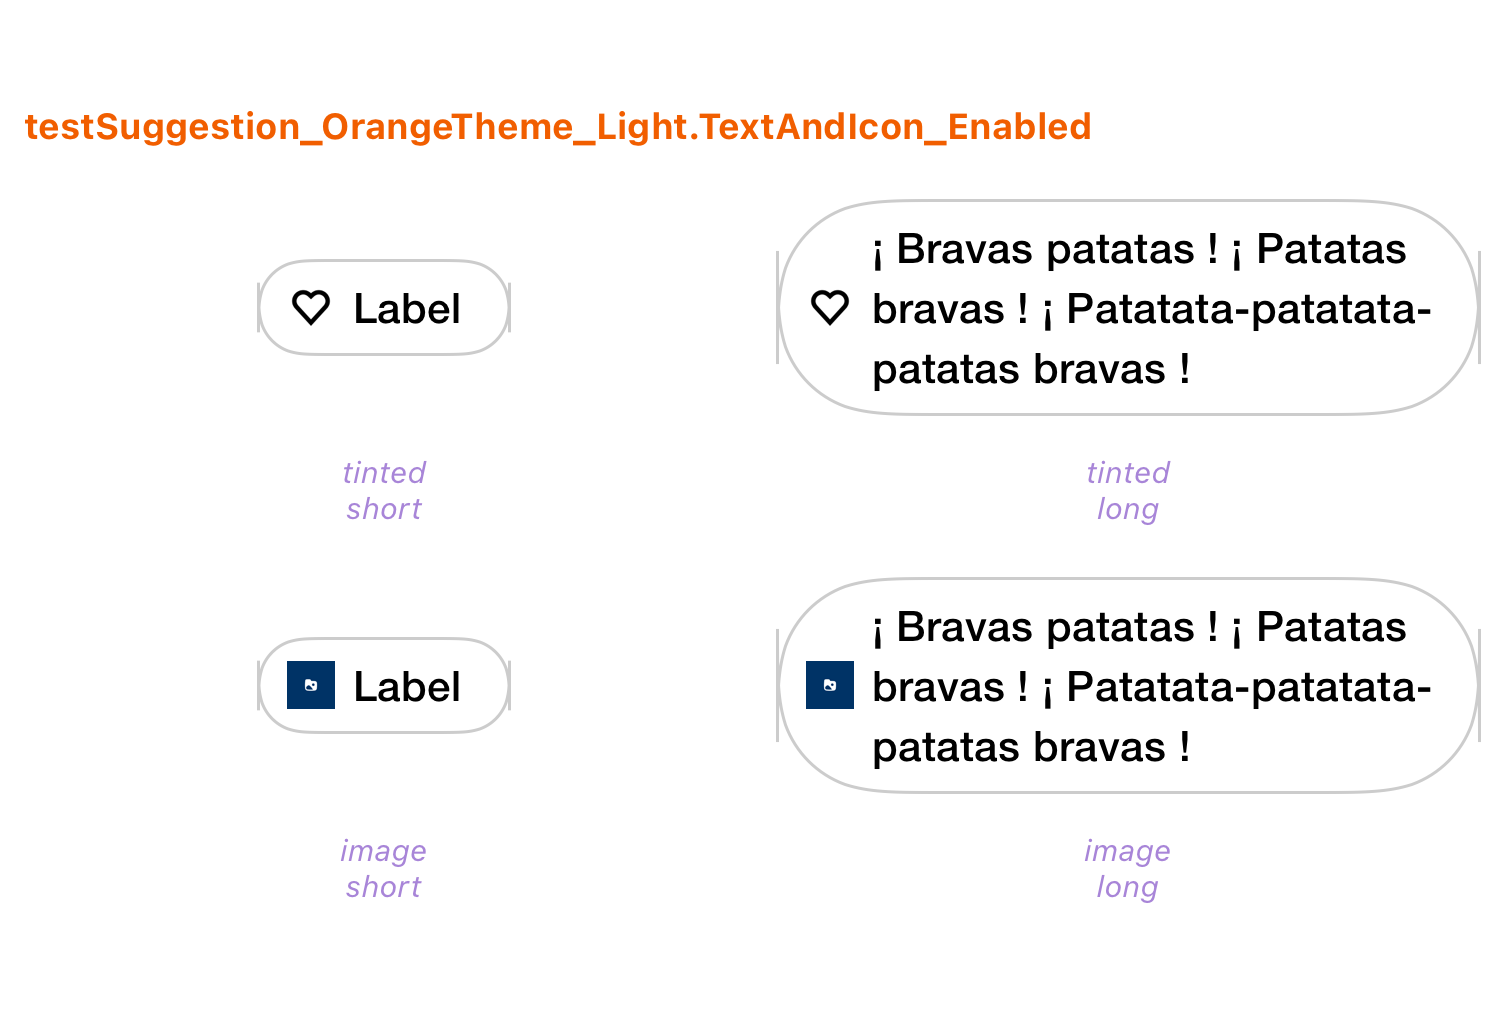 testSuggestion_OrangeTheme_Light.TextAndIcon_Enabled
Label
¡ Bravas patatas ! ¡ Patatas
bravas ! ¡ Patatata-patatata-
patatas bravas !
tinted
short
tinted
long
Label
¡ Bravas patatas ! ¡ Patatas
bravas ! ¡ Patatata-patatata-
patatas bravas !
image
short
image
long